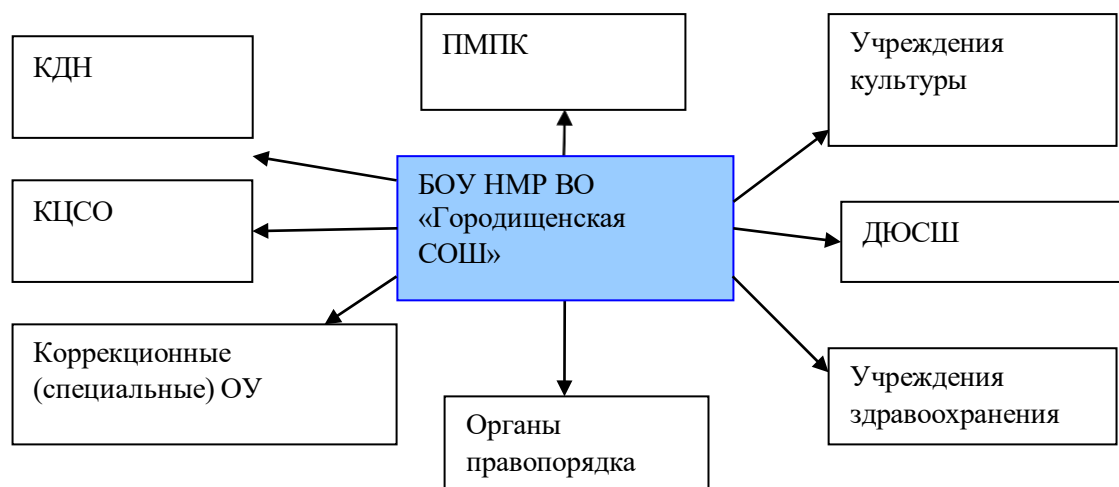 КДН
ПМПК
Учреждения
культуры
КЦСО
БОУ НМР ВО
«Городищенская
СОШ»
ДЮСШ
Коррекционные
(специальные) ОУ
Учреждения
здравоохранения
Органы
правопорядка